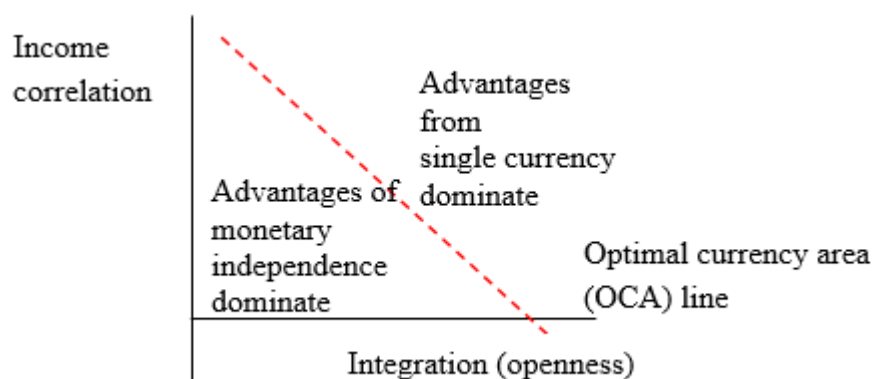 Income
correlation
Advantages
from
single currency
dominate
Advantages of
monetary
independence
dominate
Optimal currency area
(OCA) line
Integration (openness)